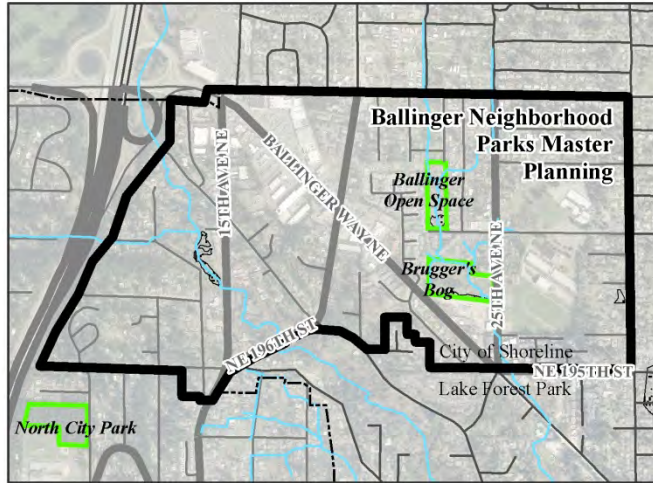 Ballinger Neighborhood
Parks Master
Planning
15TH AVE NE
BALLINGER WAY NE
Ballinger
Open Space
Brugger's
Bog
25TH AVE NE
NE 196TH ST
City of Shoreline
NE 195TH ST
Lake Forest Park
North City Park